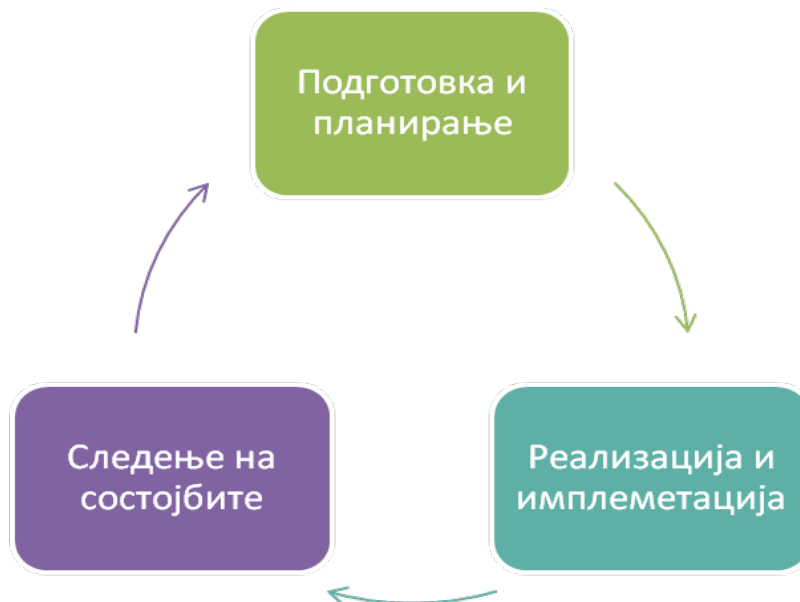 Подготовка и
планирање
Следење на
состојбите
Реализација и
имплеметација